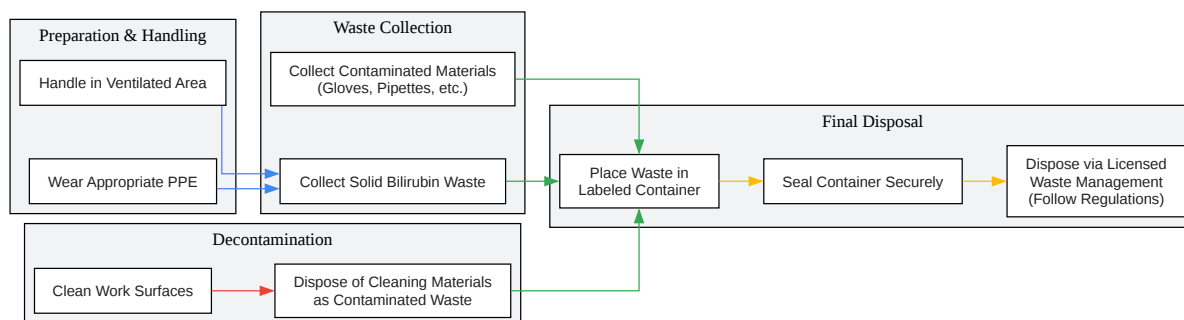 Preparation & Handling
Handle in Ventilated Area
Wear Appropriate PPE
Waste Collection
Collect Contaminated Materials
(Gloves, Pipettes, etc.)
Collect Solid Bilirubin Waste
Decontamination
Clean Work Surfaces
Dispose of Cleaning Materials
as Contaminated Waste
Final Disposal
Place Waste in
Labeled Container
Seal Container Securely
Dispose via Licensed
Waste Management
(Follow Regulations)